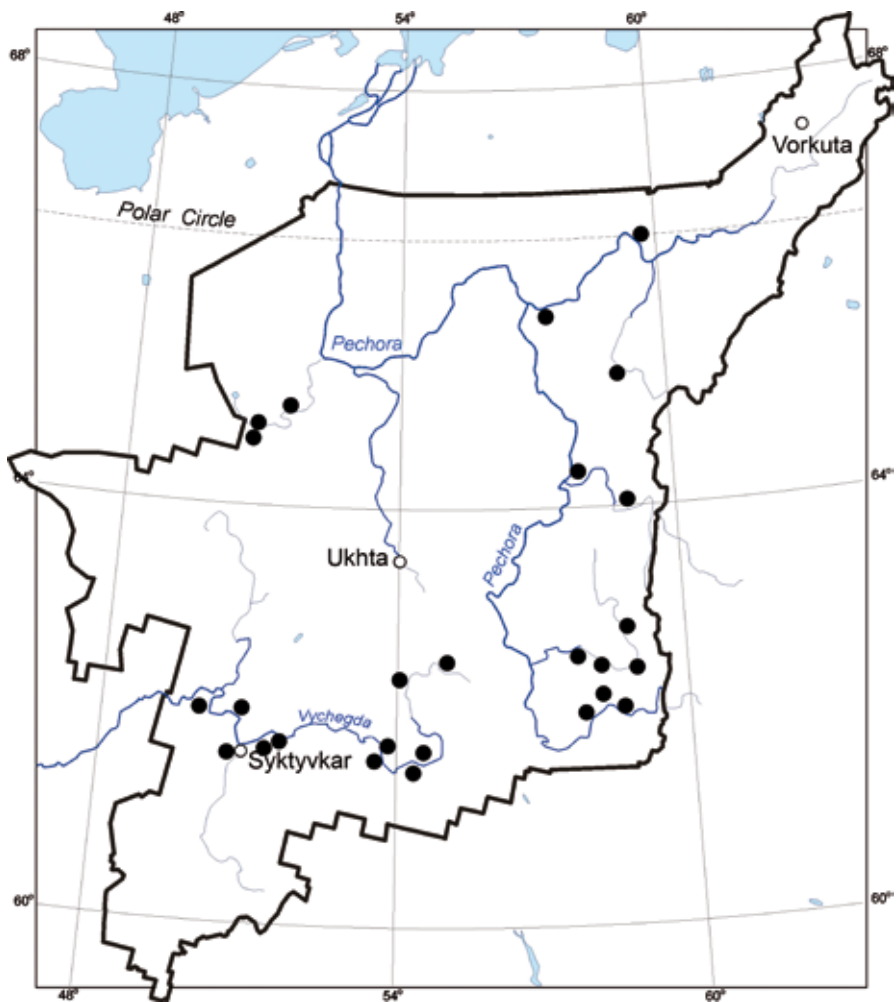 48°
54°
60°
68°
68°
Vorkuta
Polar Circle
Pechora
64°
64°
Ukhta
Pechora
Vychegda
Syktyvkar
60°
60°
48°
54°
60°